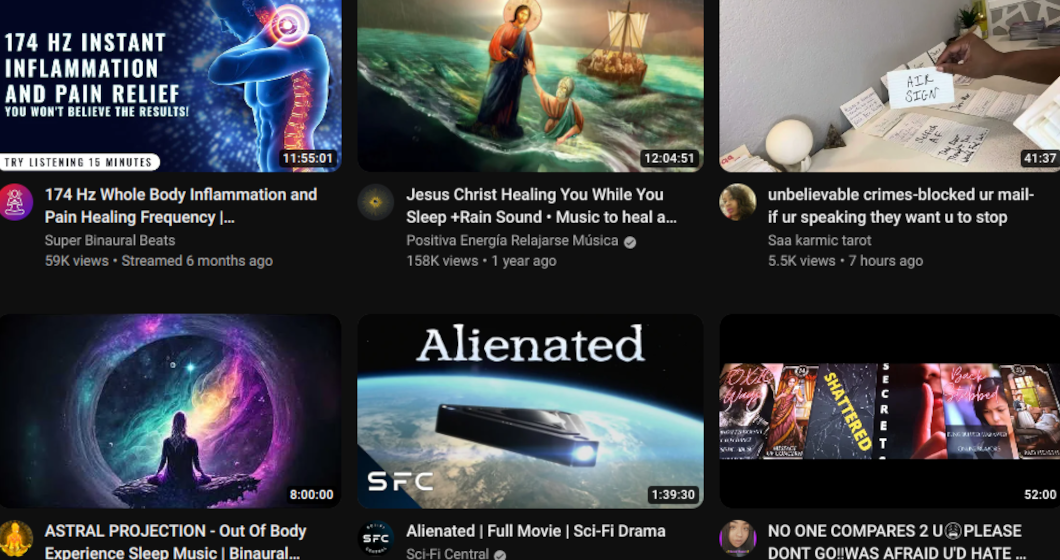 174 HZ INSTANT
INFLAMMATION
AND PAIN RELIEF
YOU WON'T BELIEVE THE RESULTS!
TRY LISTENING 15 MINUTES
11:55:01
174 Hz Whole Body Inflammation and
Pain Healing Frequency |...
Super Binaural Beats
59K views • Streamed 6 months ago
12:04:51
Jesus Christ Healing You While You
Sleep +Rain Sound • Music to heal a...
Positiva Energía Relajarse Música
158K views • 1 year ago
AIR
SIGN
41:37
unbelievable crimes-blocked ur mail-
if ur speaking they want u to stop
Saa karmic tarot
5.5K views • 7 hours ago
8:00:00
ASTRAL PROJECTION - Out Of Body
Experience Sleep Music | Binaural...
Alienated
SFC
1:39:30
SFC
Alienated | Full Movie | Sci-Fi Drama
Sci-Fi Central
SHATTERED
SECRET
52:00
NO ONE COMPARES 2 U😩PLEASE
DONT GO!!WAS AFRAID U'D HATE ...